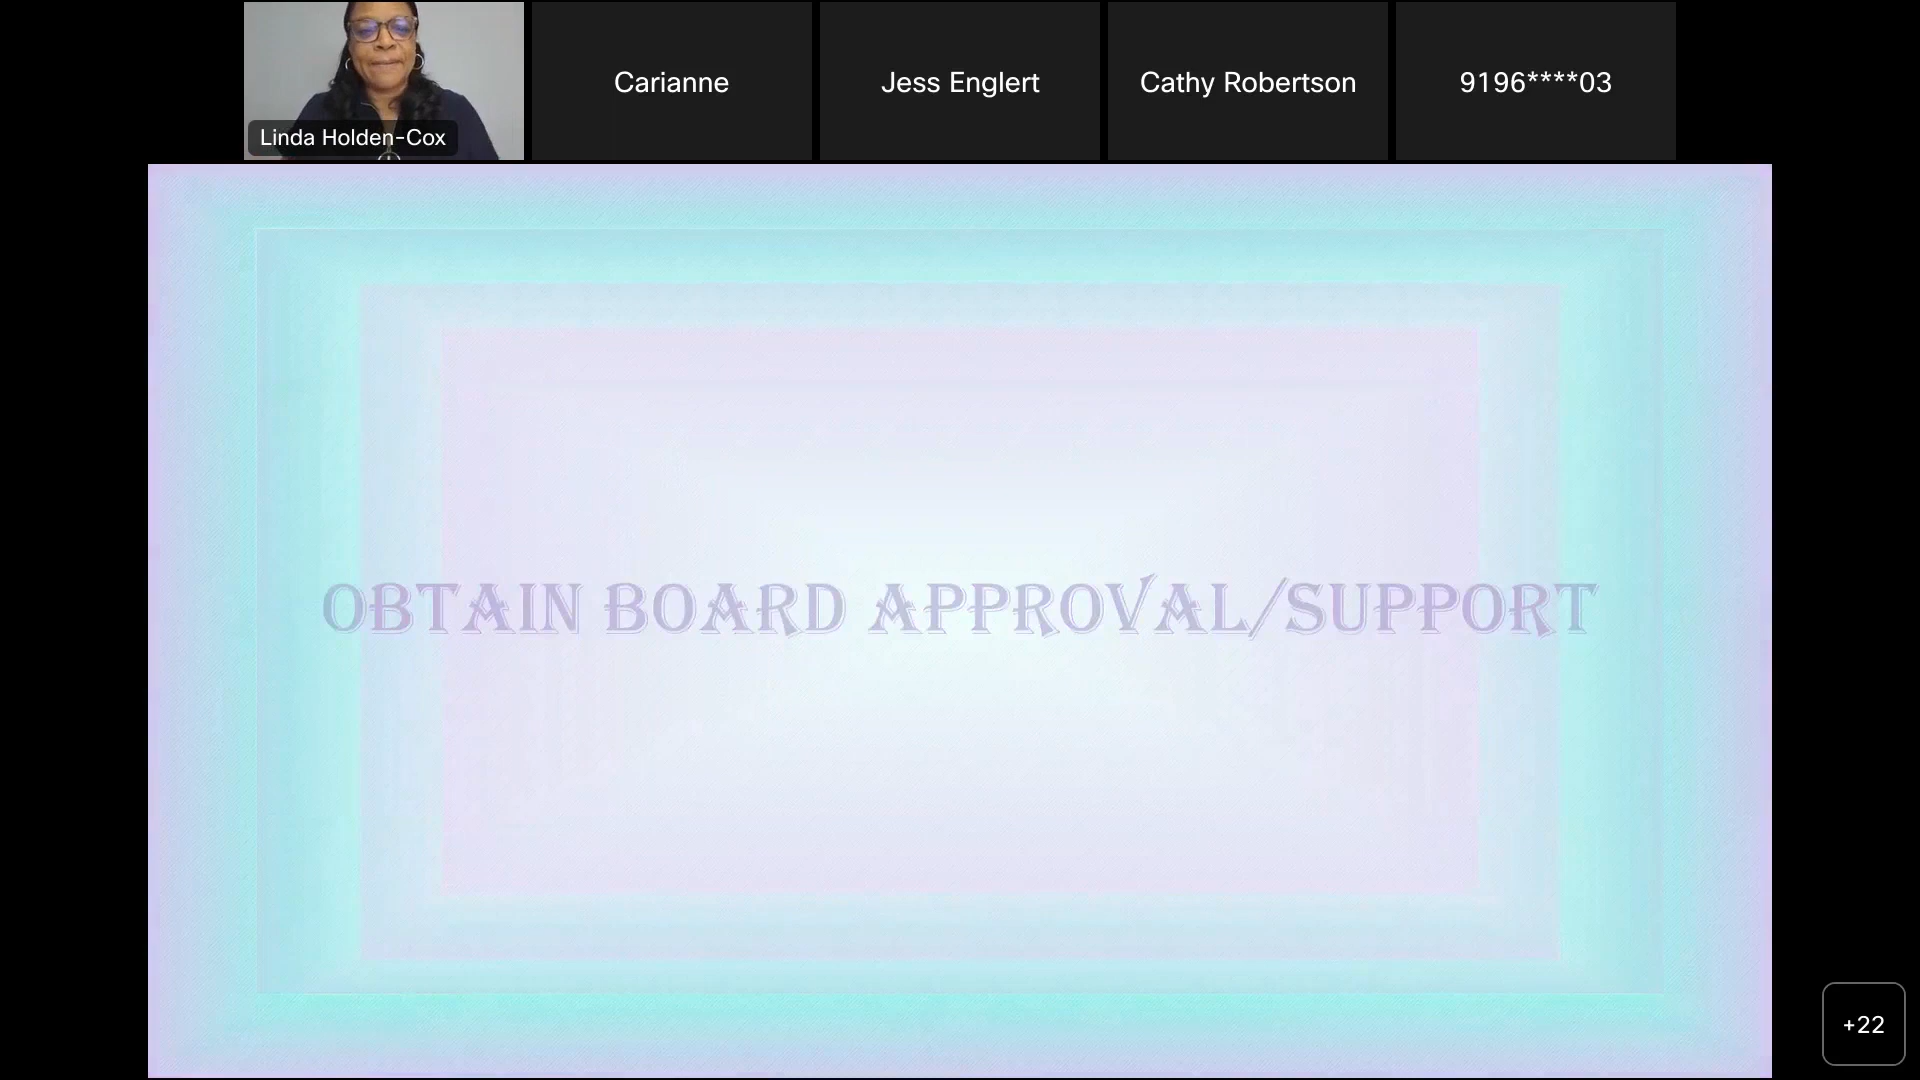 Linda Holden-Cox
Carianne
Jess Englert
Cathy Robertson
9196****03
OBTAIN BOARD APPROVAL/SUPPORT
+22